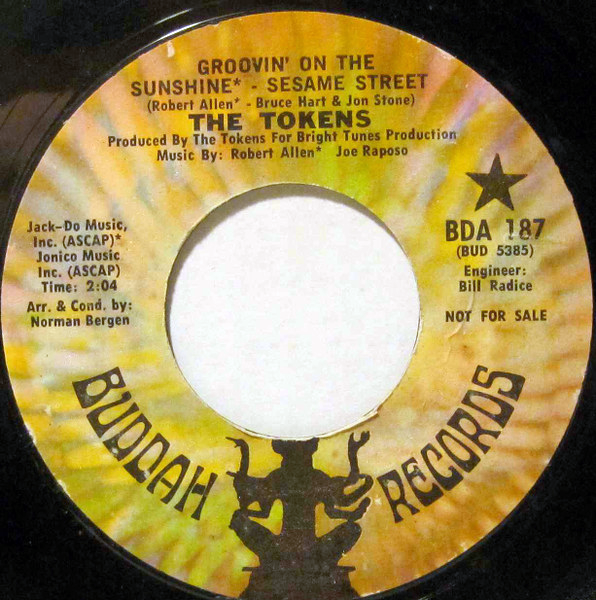 GROOVIN' ON THE
SUNSHINE* - SESAME STREET
(Robert Allen* - Bruce Hart & Jon Stone)
THE TOKENS
Produced By The Tokens For Bright Tunes Production
Music By: Robert Allen* Joe Raposo
Jack-Do Music,
Inc. (ASCAP)*
Jonico Music
Inc. (ASCAP)
Time: 2:04
Arr. & Cond. by:
Norman Bergen
BDA 187
(BUD 5385)
Engineer:
Bill Radice
NOT FOR SALE
BUDDAH RECORDS